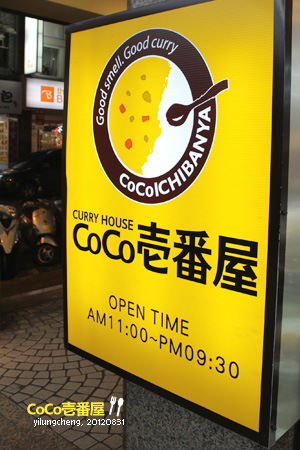 Good smell. Good curry
CoCoICHIBANYA
CURRY HOUSE
CoCo壱番屋
OPEN TIME
AM11:00~PM09:30
CoCo壱番屋
yilungcheng, 20120831